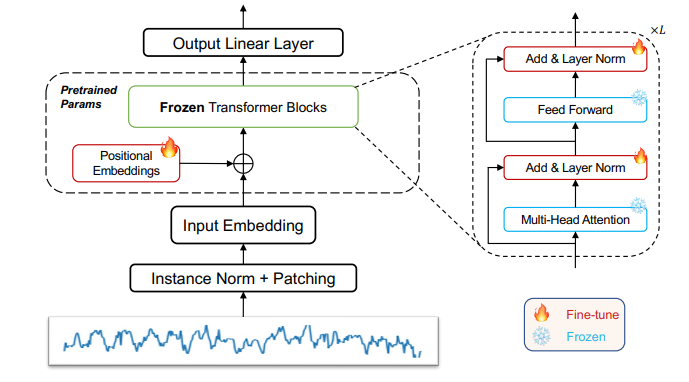 Output Linear Layer
Pretrained
Params
Frozen Transformer Blocks
Positional
Embeddings
Input Embedding
Instance Norm + Patching
×L
Add & Layer Norm
Feed Forward
Add & Layer Norm
Multi-Head Attention
Fine-tune
Frozen